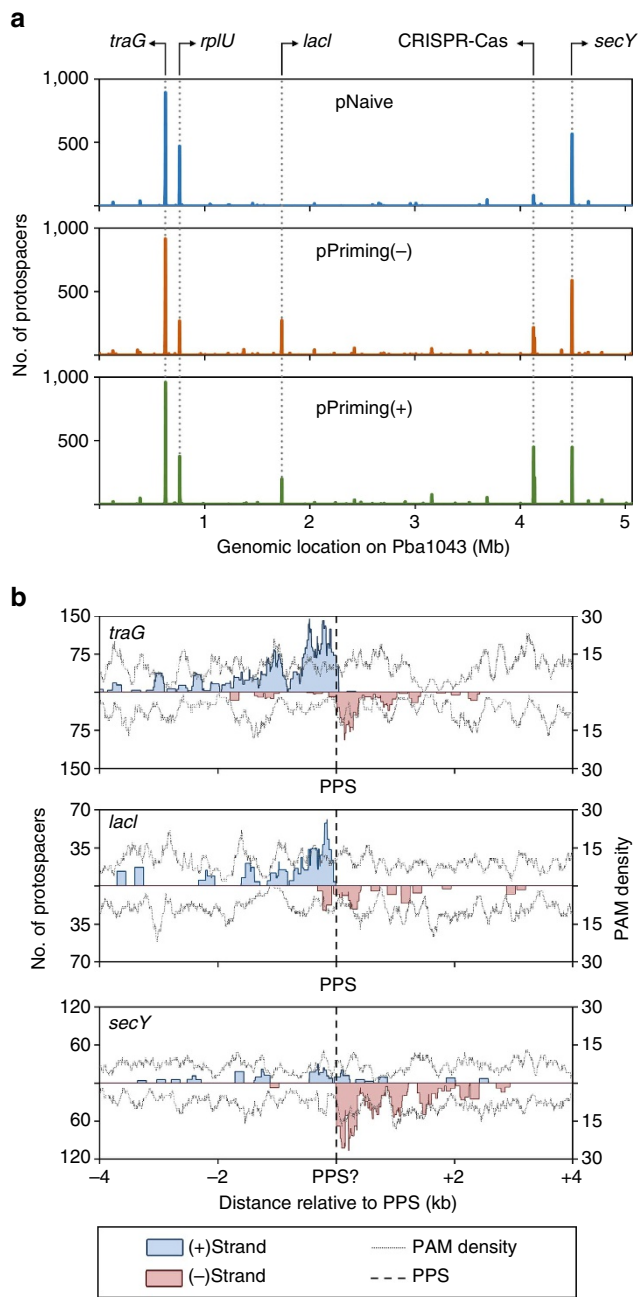 a
traG rplU lacI CRISPR-Cas secY
1,000
pNaive
500
1,000
pPriming(–)
500
No. of protospacers
1,000
pPriming(+)
500
1 2 3 4 5
Genomic location on Pba1043 (Mb)
b
150 30
traG
75 15
75 15
150 30
PPS
70 30
lacI
35 15
No. of protospacers
PAM density
35 15
70 30
PPS
120 30
secY
60 15
60 15
120 30
–4 –2 PPS? +2 +4
Distance relative to PPS (kb)
(+)Strand PAM density
(–)Strand PPS